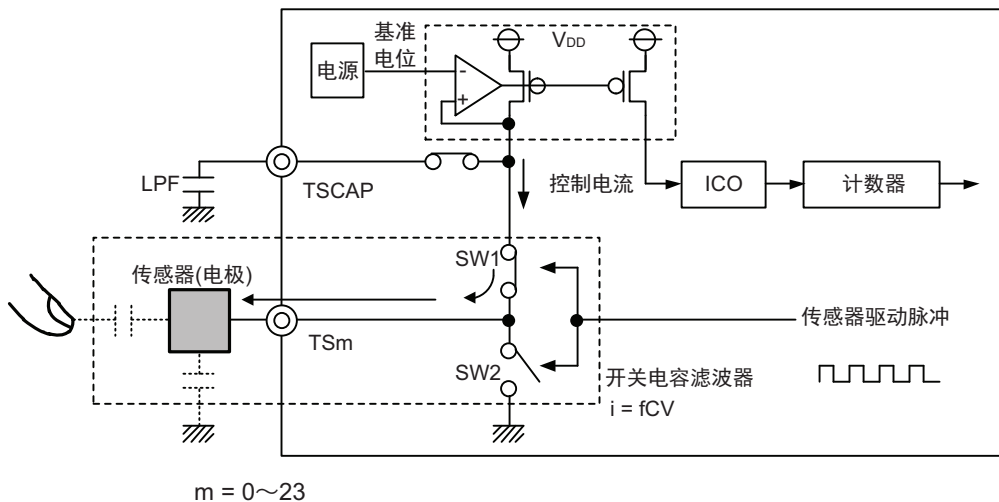 基准
电位
电源
VDD
-
+
LPF
TSCAP
控制电流
ICO
计数器
传感器(电极)
SW1
TSm
传感器驱动脉冲
SW2
开关电容滤波器
i = fCV
m = 0～23